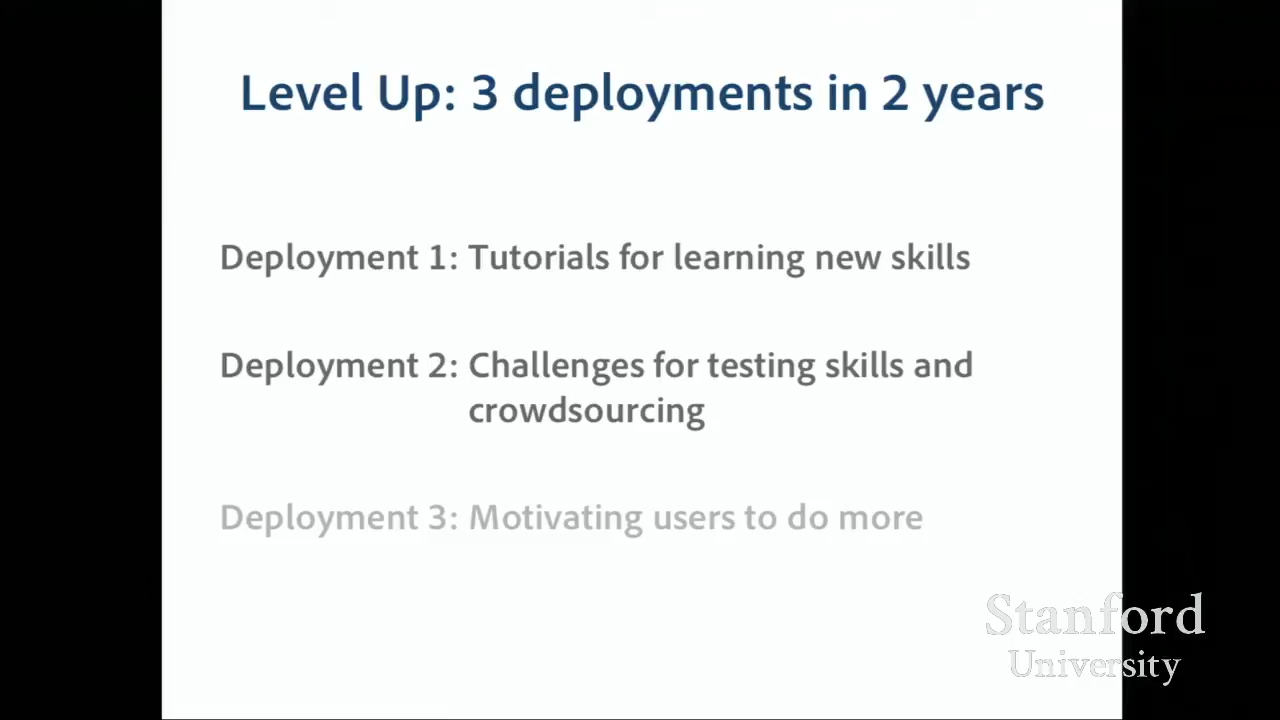 Level Up: 3 deployments in 2 years
Deployment 1: Tutorials for learning new skills
Deployment 2: Challenges for testing skills and
crowdsourcing
Deployment 3: Motivating users to do more
Stanford
University